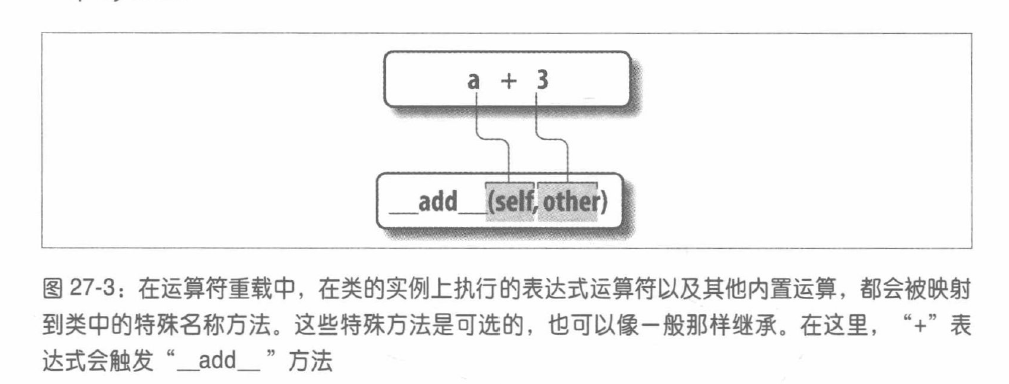 a + 3
__add__(self, other)
图 27-3：在运算符重载中，在类的实例上执行的表达式运算符以及其他内置运算，都会被映射
到类中的特殊名称方法。这些特殊方法是可选的，也可以像一般那样继承。在这里，“+”表
达式会触发“__add__”方法